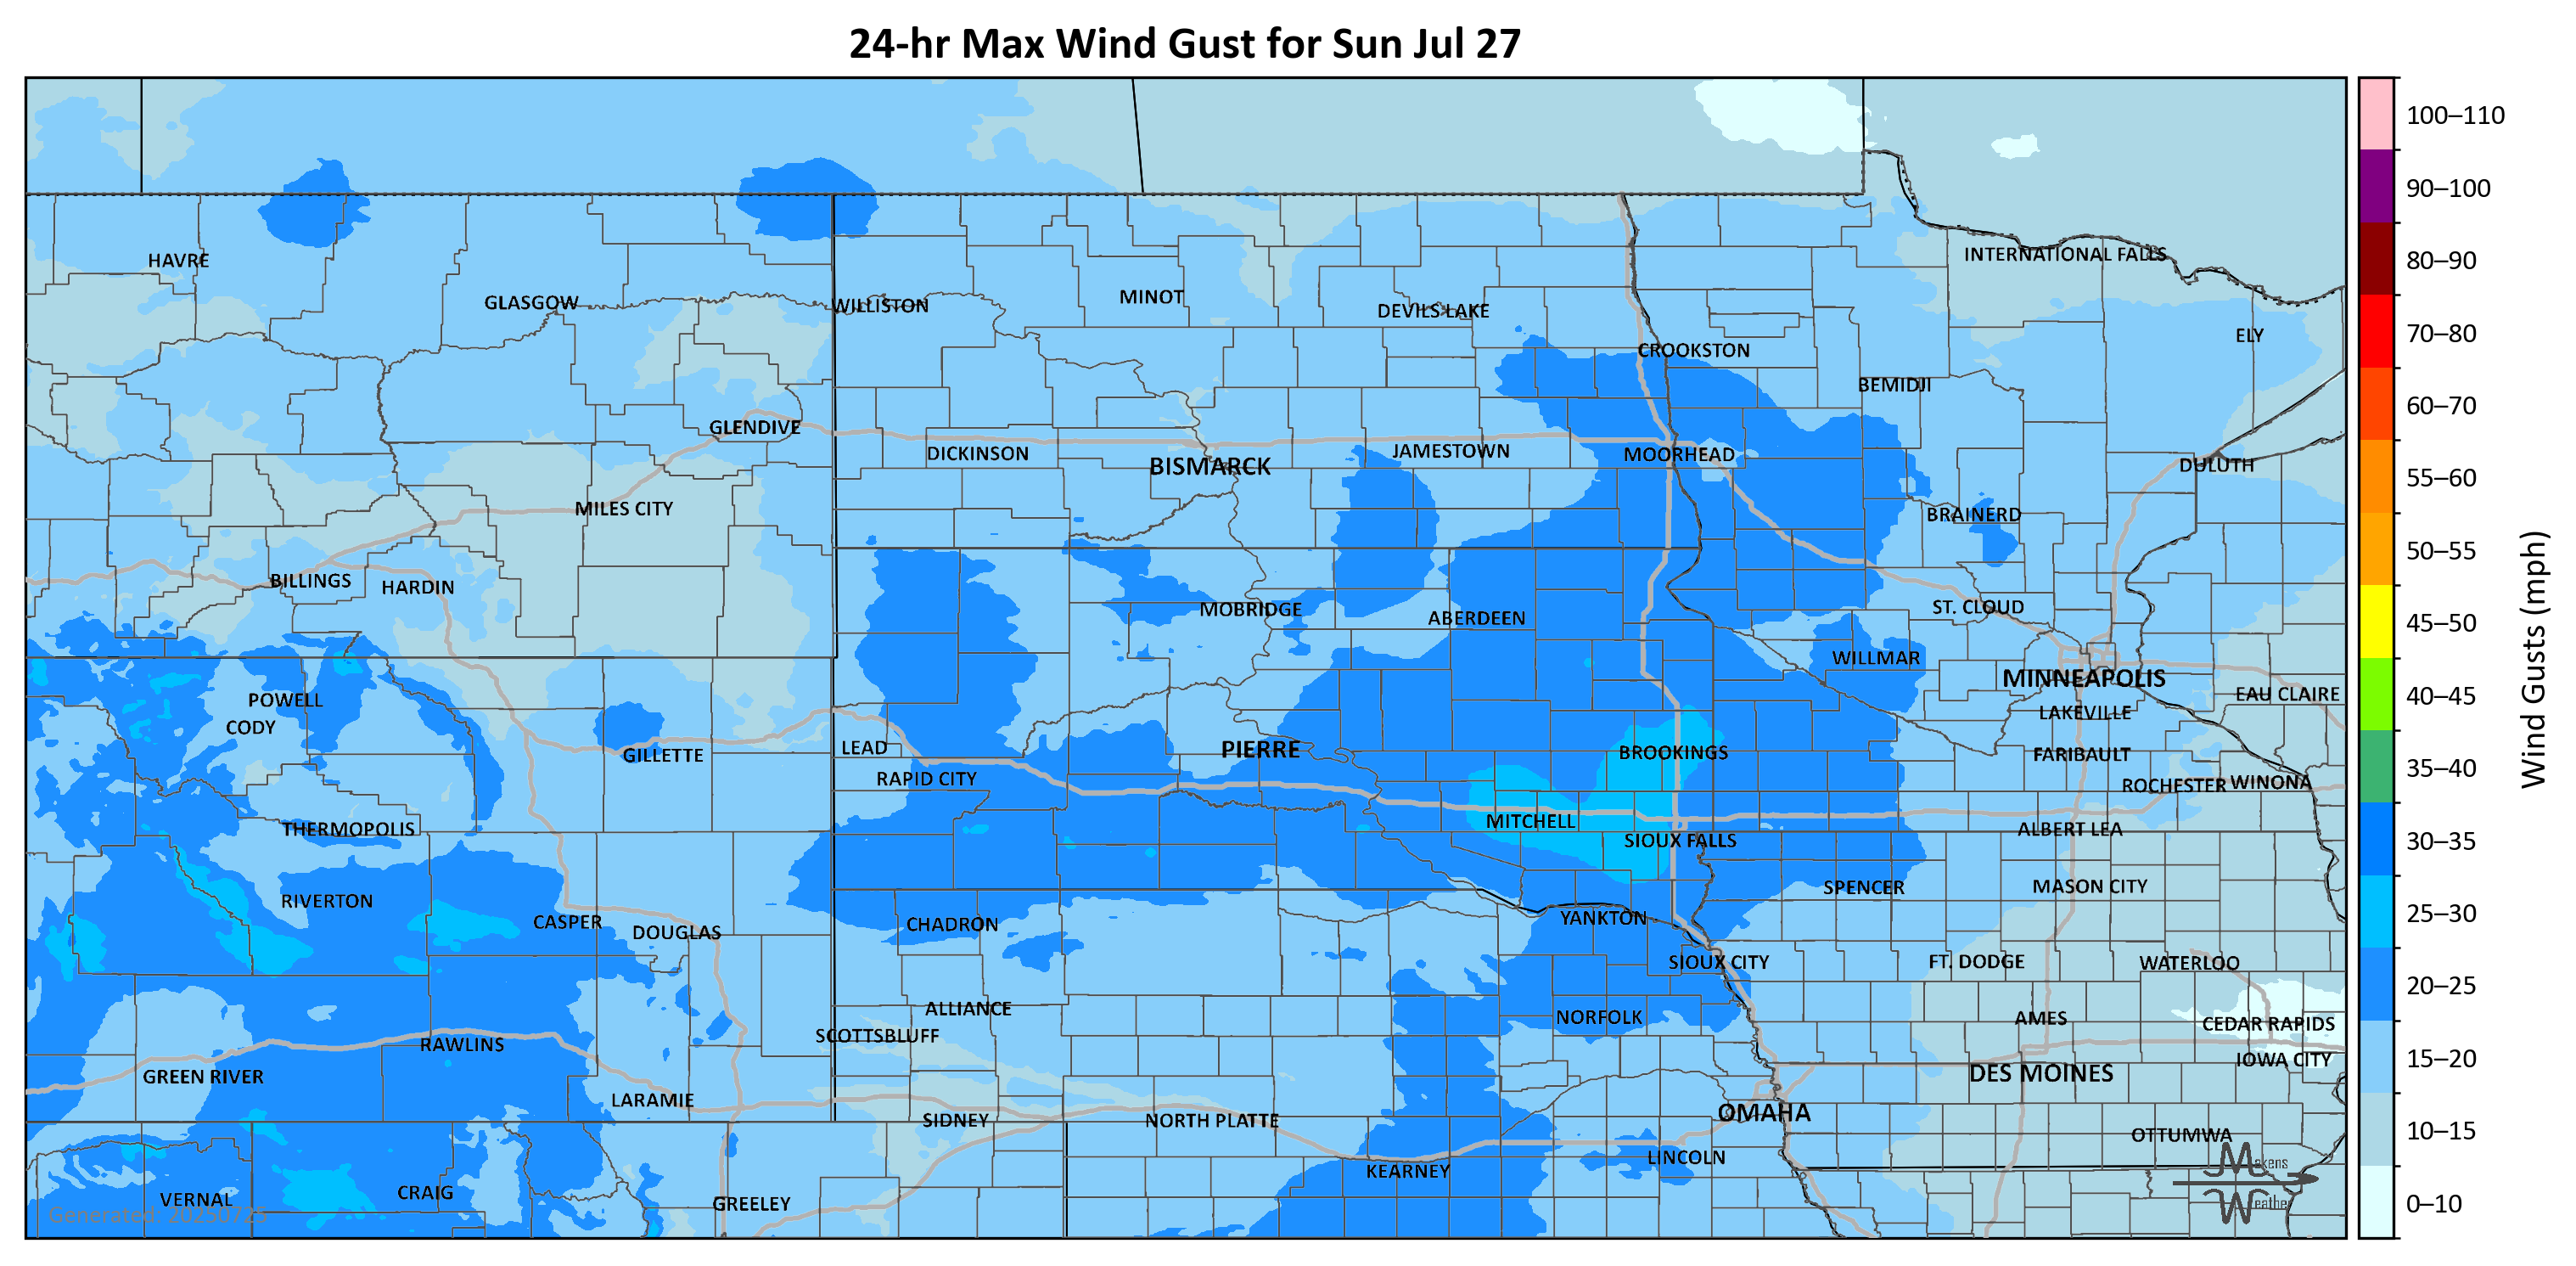 24-hr Max Wind Gust for Sun Jul 27
100–110
90–100
80–90
70–80
60–70
55–60
50–55
45–50
40–45
35–40
30–35
25–30
20–25
15–20
10–15
0–10
Wind Gusts (mph)
INTERNATIONAL FALLS
HAVRE
GLASGOW
WILLISTON
MINOT
DEVILS LAKE
ELY
CROOKSTON
BEMIDJI
GLENDIVE
DICKINSON
BISMARCK
JAMESTOWN
MOORHEAD
DULUTH
MILES CITY
BRAINERD
BILLINGS
HARDIN
MOBRIDGE
ABERDEEN
ST. CLOUD
WILLMAR
MINNEAPOLIS
EAU CLAIRE
POWELL
CODY
LAKEVILLE
GILLETTE
LEAD
PIERRE
BROOKINGS
FARIBAULT
RAPID CITY
ROCHESTER
WINONA
THERMOPOLIS
MITCHELL
ALBERT LEA
SIOUX FALLS
RIVERTON
SPENCER
MASON CITY
CASPER
DOUGLAS
CHADRON
YANKTON
SIOUX CITY
FT. DODGE
WATERLOO
ALLIANCE
NORFOLK
AMES
CEDAR RAPIDS
SCOTTSBLUFF
RAWLINS
IOWA CITY
GREEN RIVER
DES MOINES
LARAMIE
SIDNEY
NORTH PLATTE
OMAHA
OTTUMWA
KEARNEY
LINCOLN
VERNAL
CRAIG
GREELEY
Generated: 20250725
Makens
Weather